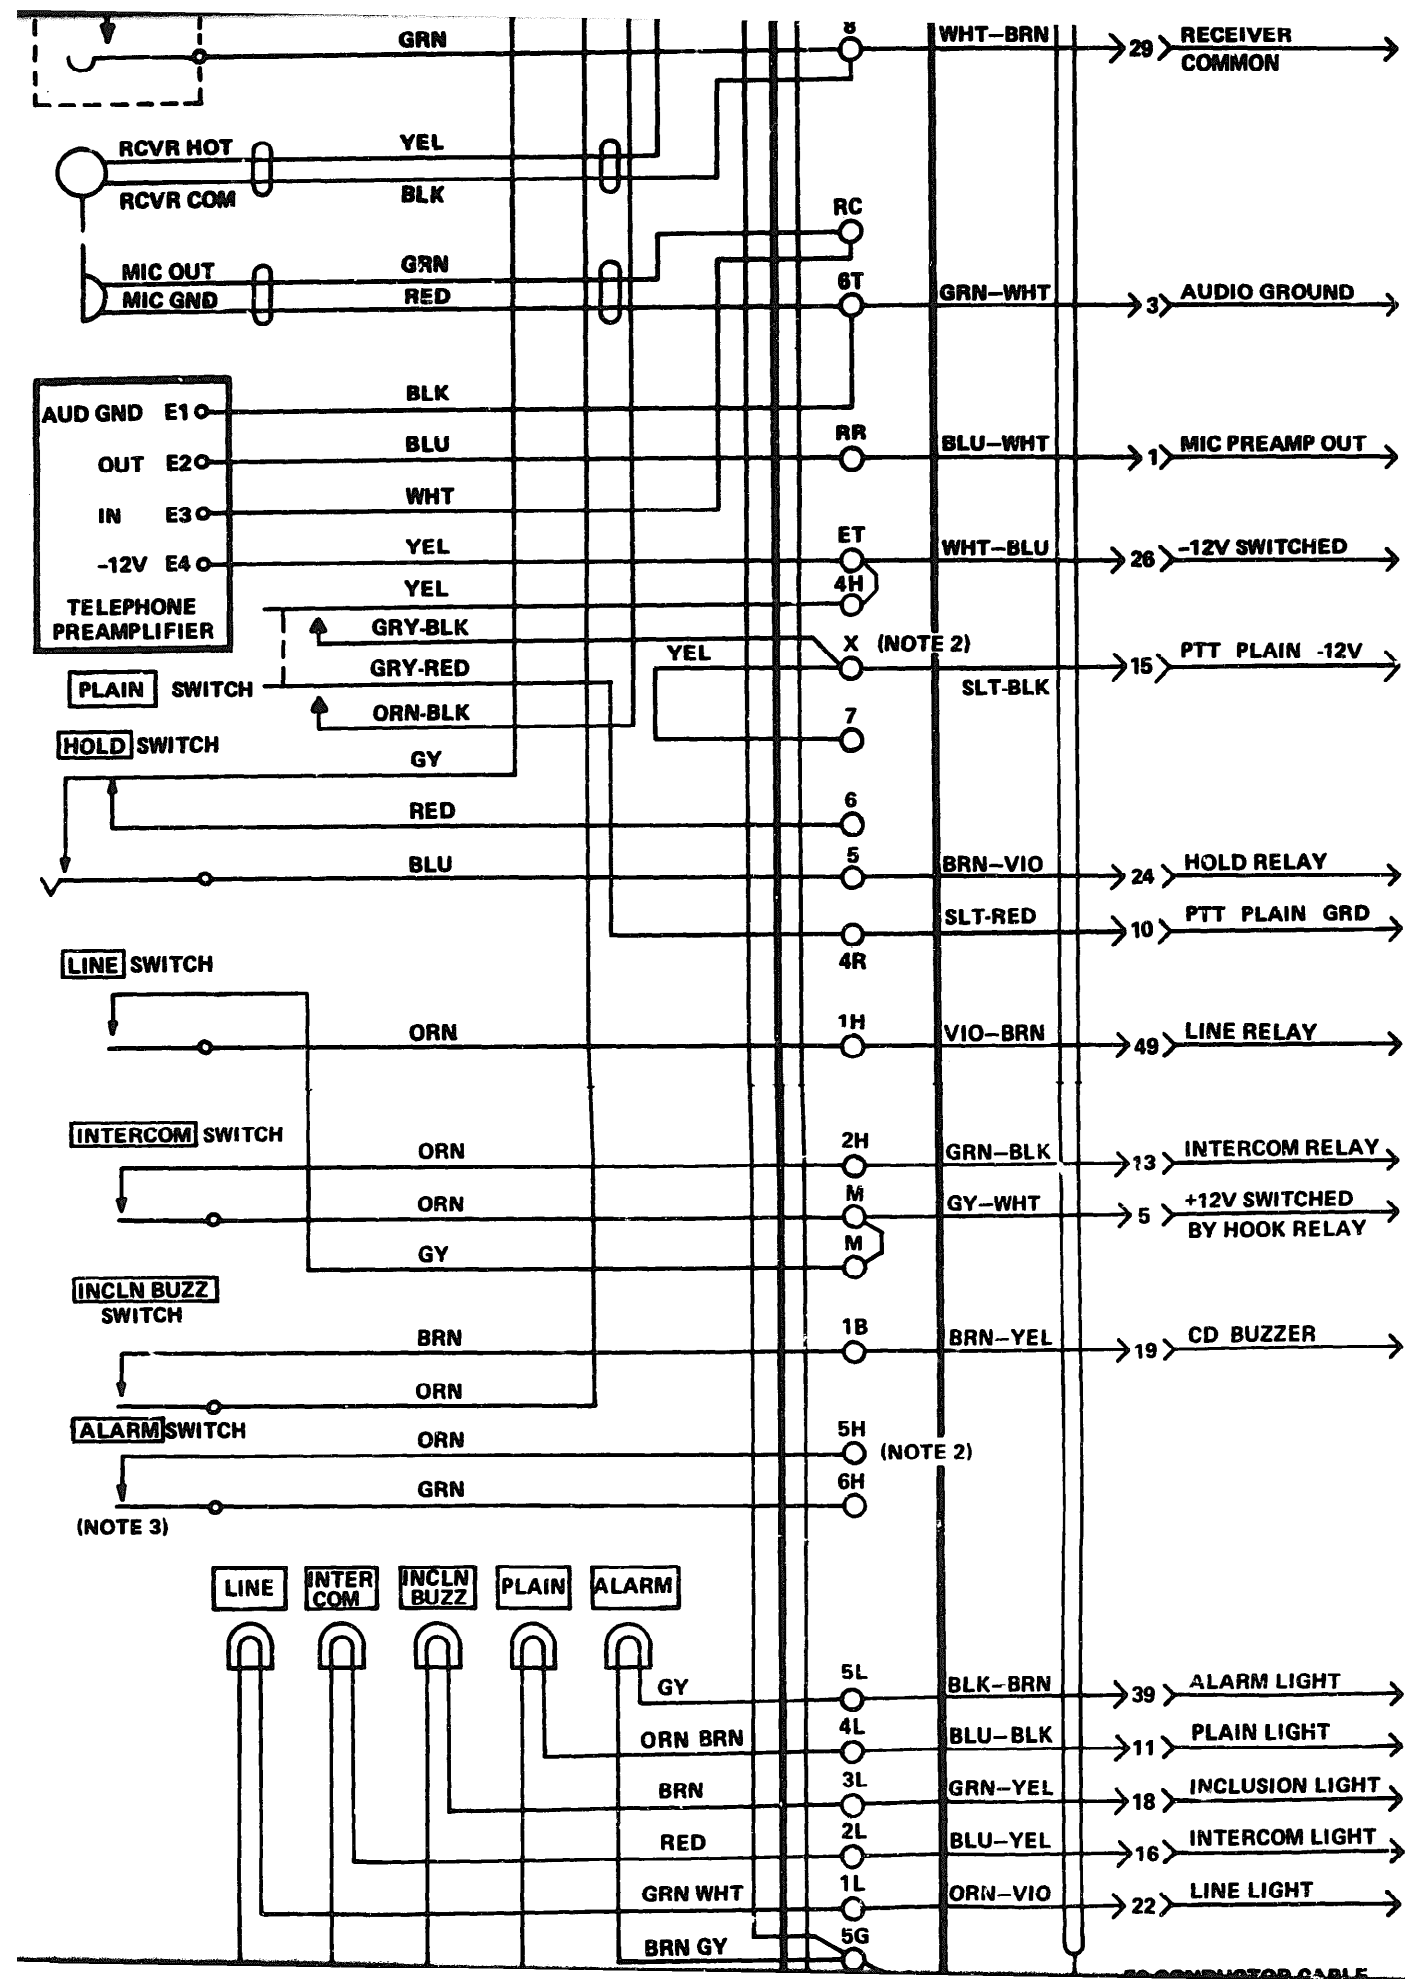 GRN 8 WHT–BRN 29 RECEIVER
COMMON
RCVR HOT YEL
RCVR COM BLK
RC
MIC OUT GRN
MIC GND RED 6T GRN–WHT 3 AUDIO GROUND
AUD GND E1 BLK
OUT E2 BLU RR BLU–WHT 1 MIC PREAMP OUT
IN E3 WHT
-12V E4 YEL ET WHT–BLU 26 -12V SWITCHED
TELEPHONE
PREAMPLIFIER
YEL 4H
GRY-BLK X (NOTE 2)
YEL SLT-BLK 15 PTT PLAIN -12V
PLAIN SWITCH GRY-RED
ORN-BLK 7
HOLD SWITCH GY
RED 6
BLU 5 BRN–VIO 24 HOLD RELAY
4R SLT-RED 10 PTT PLAIN GRD
LINE SWITCH
ORN 1H VIO–BRN 49 LINE RELAY
INTERCOM SWITCH
ORN 2H GRN–BLK 13 INTERCOM RELAY
ORN M GY–WHT 5 +12V SWITCHED
BY HOOK RELAY
GY M
INCLN BUZZ
SWITCH
BRN 1B BRN–YEL 19 CD BUZZER
ORN
ALARM SWITCH
ORN 5H (NOTE 2)
GRN 6H
(NOTE 3)
LINE
INTER
COM
INCLN
BUZZ
PLAIN
ALARM
GY 5L BLK–BRN 39 ALARM LIGHT
ORN BRN 4L BLU–BLK 11 PLAIN LIGHT
BRN 3L GRN–YEL 18 INCLUSION LIGHT
RED 2L BLU–YEL 16 INTERCOM LIGHT
GRN WHT 1L ORN–VIO 22 LINE LIGHT
BRN GY 5G
CONDUCTOR CABLE